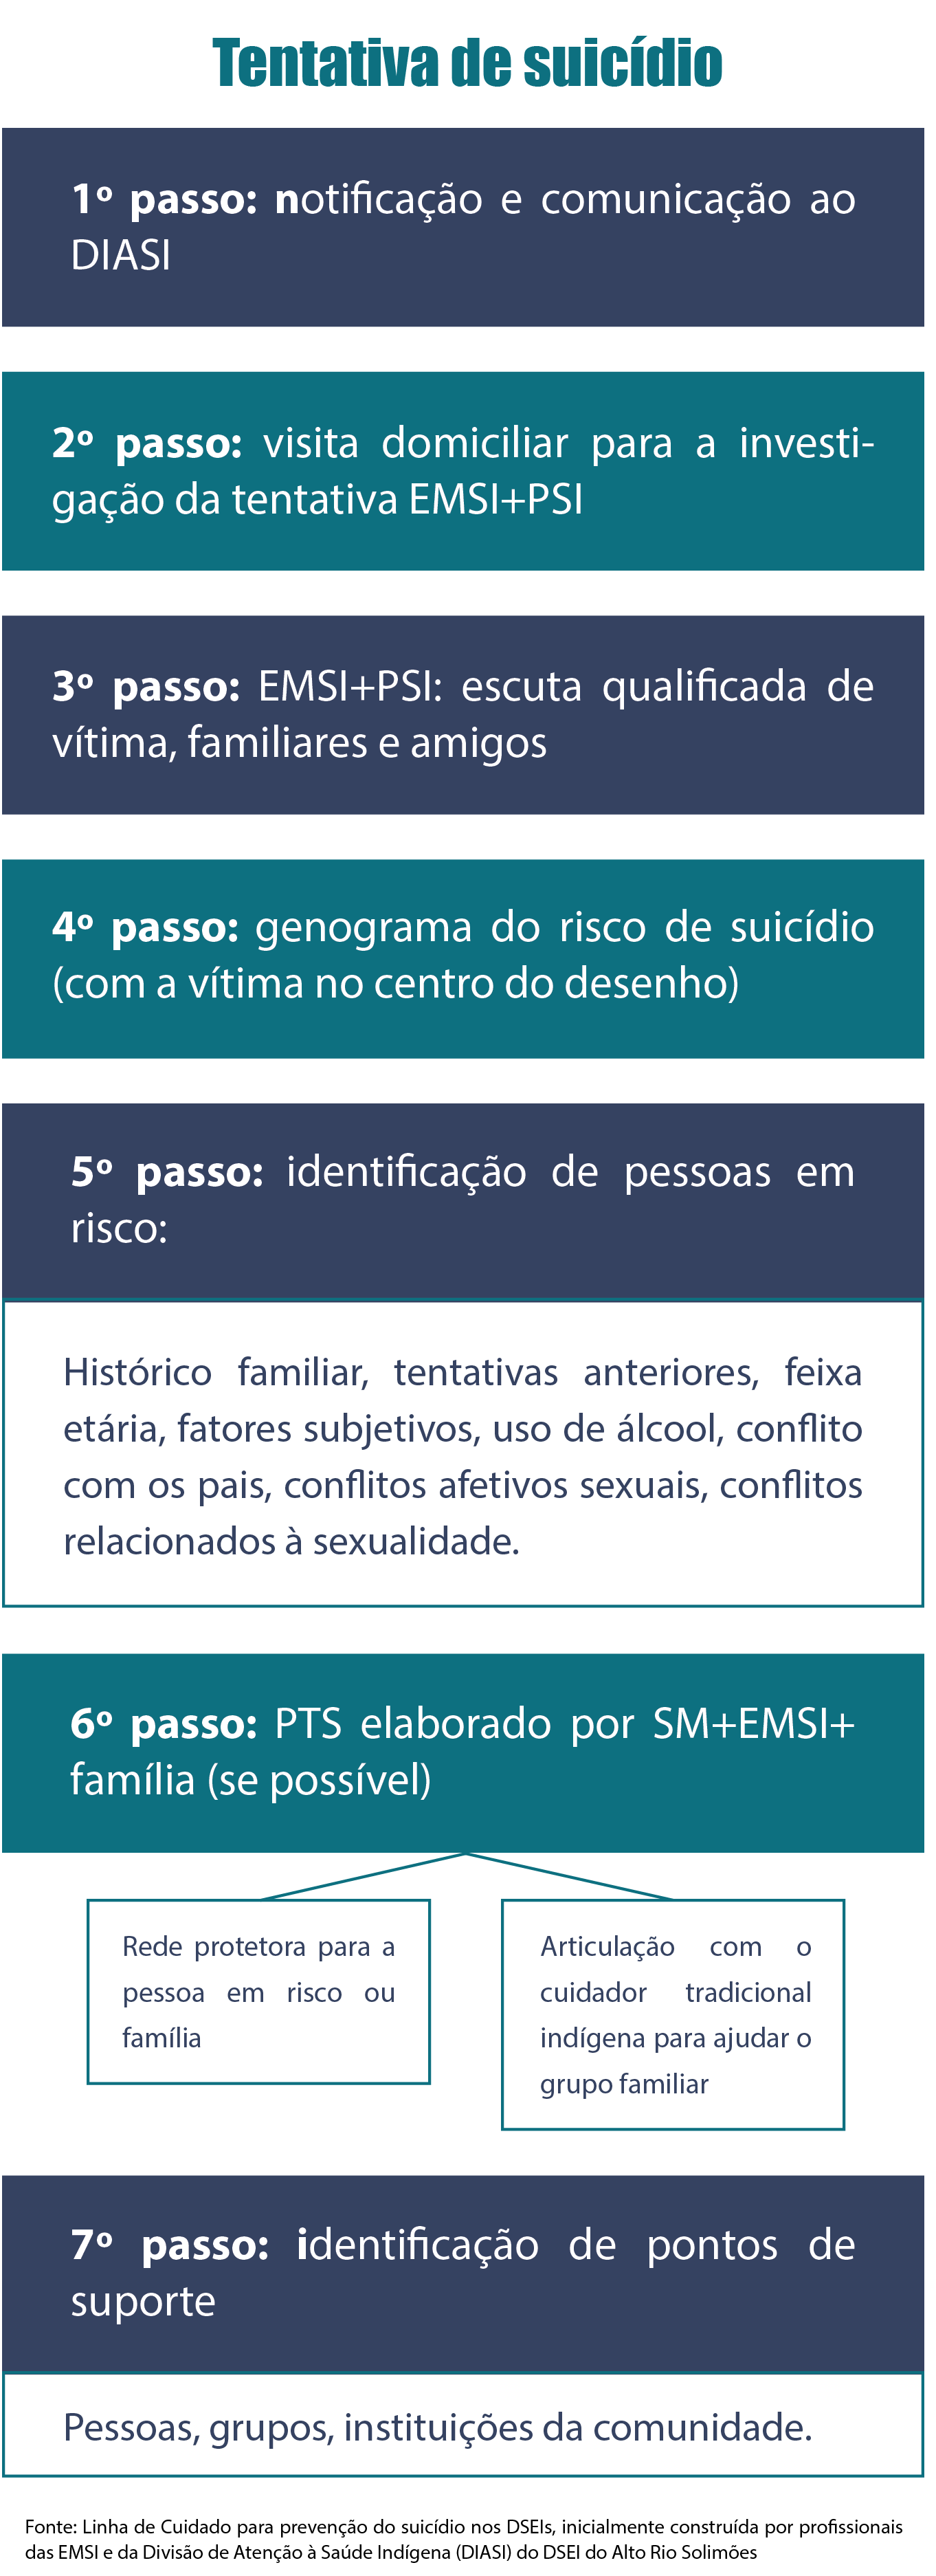 Tentativa de suicídio
1º passo: notificação e comunicação ao
DIASI
2º passo: visita domiciliar para a investi-
gação da tentativa EMSI+PSI
3º passo: EMSI+PSI: escuta qualificada de
vítima, familiares e amigos
4º passo: genograma do risco de suicídio
(com a vítima no centro do desenho)
5º passo: identificação de pessoas em
risco:
Histórico familiar, tentativas anteriores, feixa
etária, fatores subjetivos, uso de álcool, conflito
com os pais, conflitos afetivos sexuais, conflitos
relacionados à sexualidade.
6º passo: PTS elaborado por SM+EMSI+
família (se possível)
Rede protetora para a
pessoa em risco ou
família
Articulação com o
cuidador tradicional
indígena para ajudar o
grupo familiar
7º passo: identificação de pontos de
suporte
Pessoas, grupos, instituições da comunidade.
Fonte: Linha de Cuidado para prevenção do suicídio nos DSEIs, inicialmente construída por profissionais
das EMSI e da Divisão de Atenção à Saúde Indígena (DIASI) do DSEI do Alto Rio Solimões